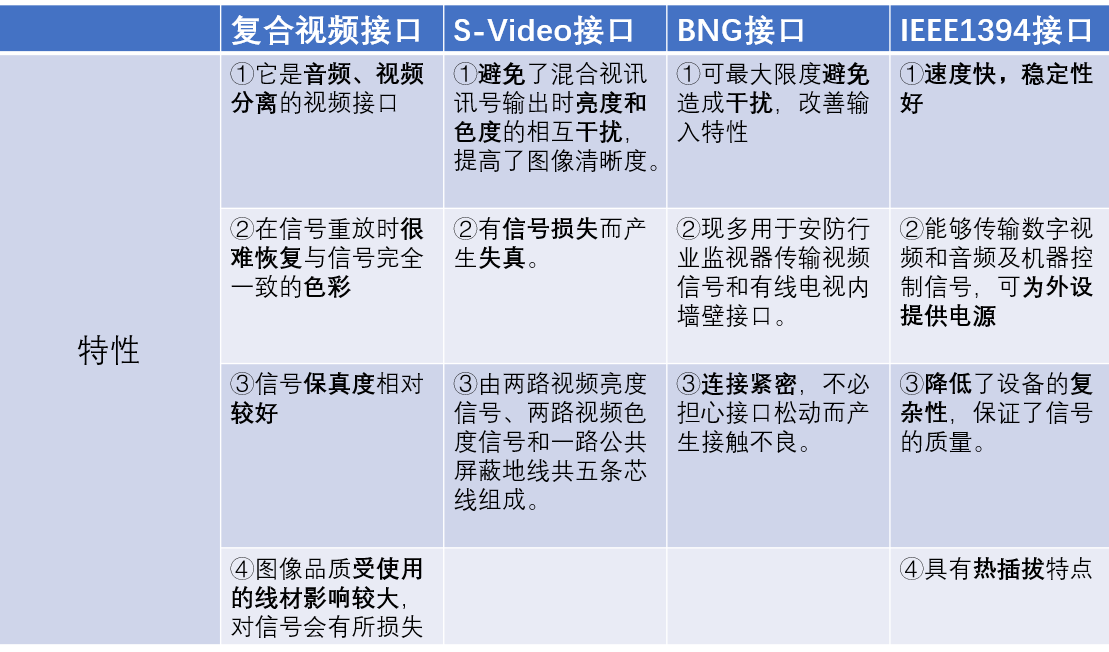 复合视频接口
S-Video接口
BNG接口
IEEE1394接口
特性
①它是音频、视频
分离的视频接口
①避免了混合视讯
讯号输出时亮度和
色度的相互干扰，
提高了图像清晰度。
①可最大限度避免
造成干扰，改善输
入特性
①速度快，稳定性
好
②在信号重放时很
难恢复与信号完全
一致的色彩
②有信号损失而产
生失真。
②现多用于安防行
业监视器传输视频
信号和有线电视内
墙壁接口。
②能够传输数字视
频和音频及机器控
制信号，可为外设
提供电源
③信号保真度相对
较好
③由两路视频亮度
信号、两路视频色
度信号和一路公共
屏蔽地线共五条芯
线组成。
③连接紧密，不必
担心接口松动而产
生接触不良。
③降低了设备的复
杂性，保证了信号
的质量。
④图像品质受使用
的线材影响较大，
对信号会有所损失
④具有热插拔特点